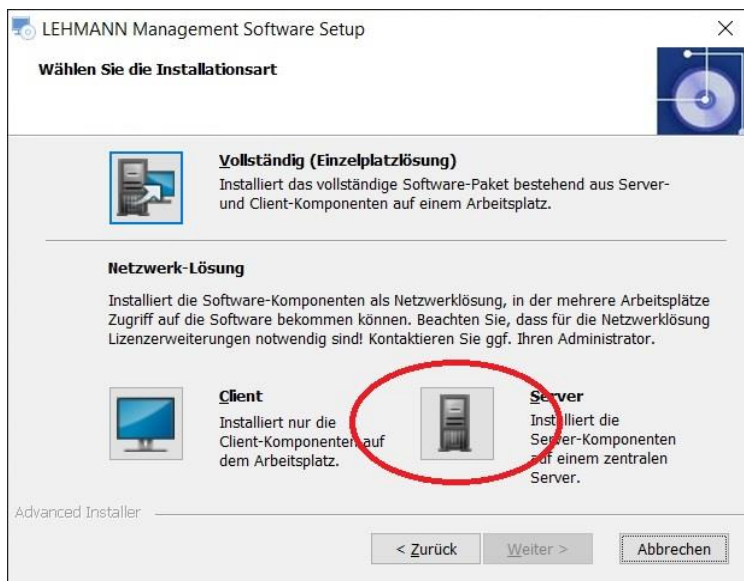 LEHMANN Management Software Setup
Wählen Sie die Installationsart
Vollständig (Einzelplatzlösung)
Installiert das vollständige Software-Paket bestehend aus Server-
und Client-Komponenten auf einem Arbeitsplatz.
Netzwerk-Lösung
Installiert die Software-Komponenten als Netzwerklösung, in der mehrere Arbeitsplätze
Zugriff auf die Software bekommen können. Beachten Sie, dass für die Netzwerklösung
Lizenzerweiterungen notwendig sind! Kontaktieren Sie ggf. Ihren Administrator.
Client
Installiert nur die
Client-Komponenten auf
dem Arbeitsplatz.
Server
Installiert die
Server-Komponenten
auf einem zentralen
Server.
Advanced Installer
< Zurück
Weiter >
Abbrechen